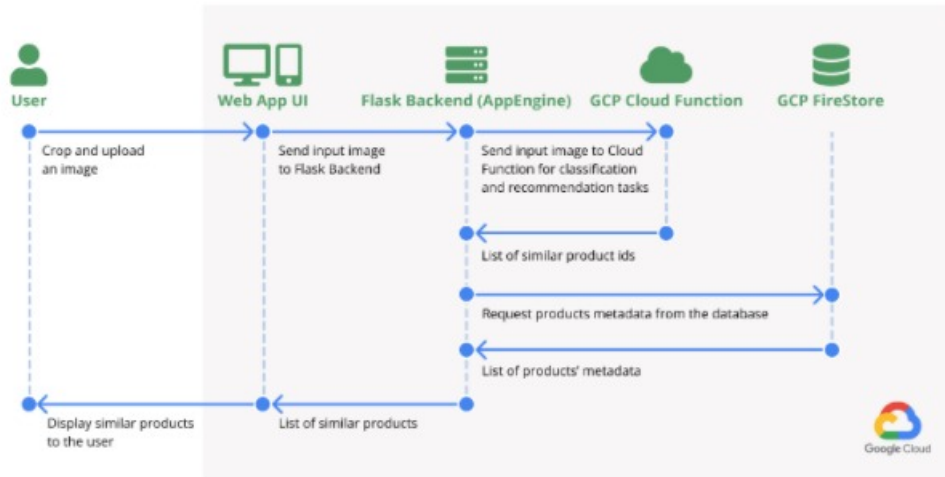 User
Web App UI
Flask Backend (AppEngine)
GCP Cloud Function
GCP FireStore
Crop and upload
an image
Send input image
to Flask Backend
Send input image to Cloud
Function for classification
and recommendation tasks
List of similar product ids
Request products metadata from the database
List of products' metadata
Display similar products
to the user
List of similar products
Google Cloud